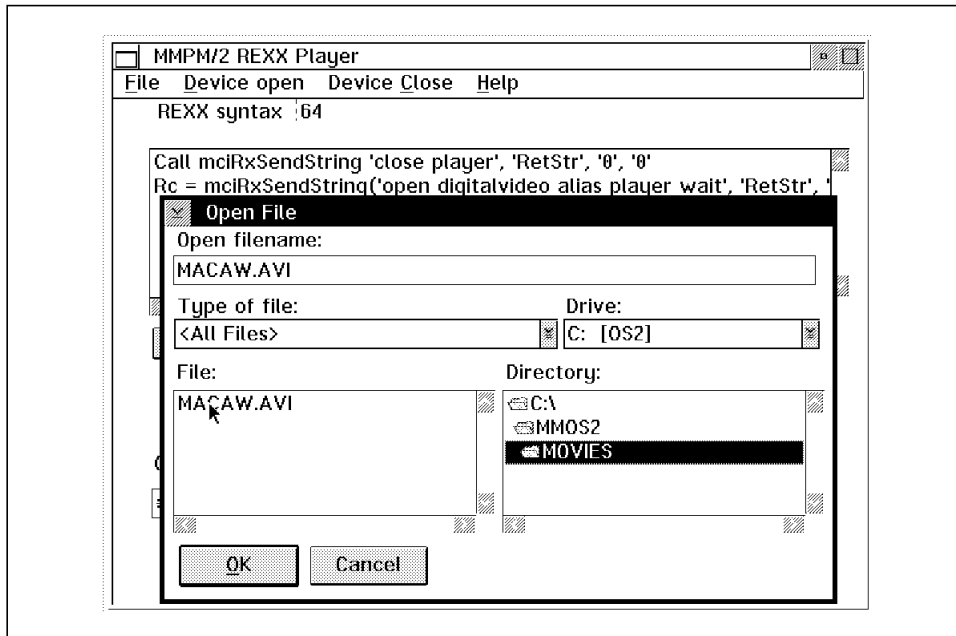 MMPM/2 REXX Player
File Device open Device Close Help
REXX syntax 64
Call mciRxSendString 'close player', 'RetStr', '0', '0'
Rc = mciRxSendString('open digitalvideo alias player wait', 'RetStr', '
Open File
Open filename:
MACAW.AVI
Type of file: Drive:
<All Files> C: [OS2]
File: Directory:
MACAW.AVI C:\
MMOS2
MOVIES
OK Cancel